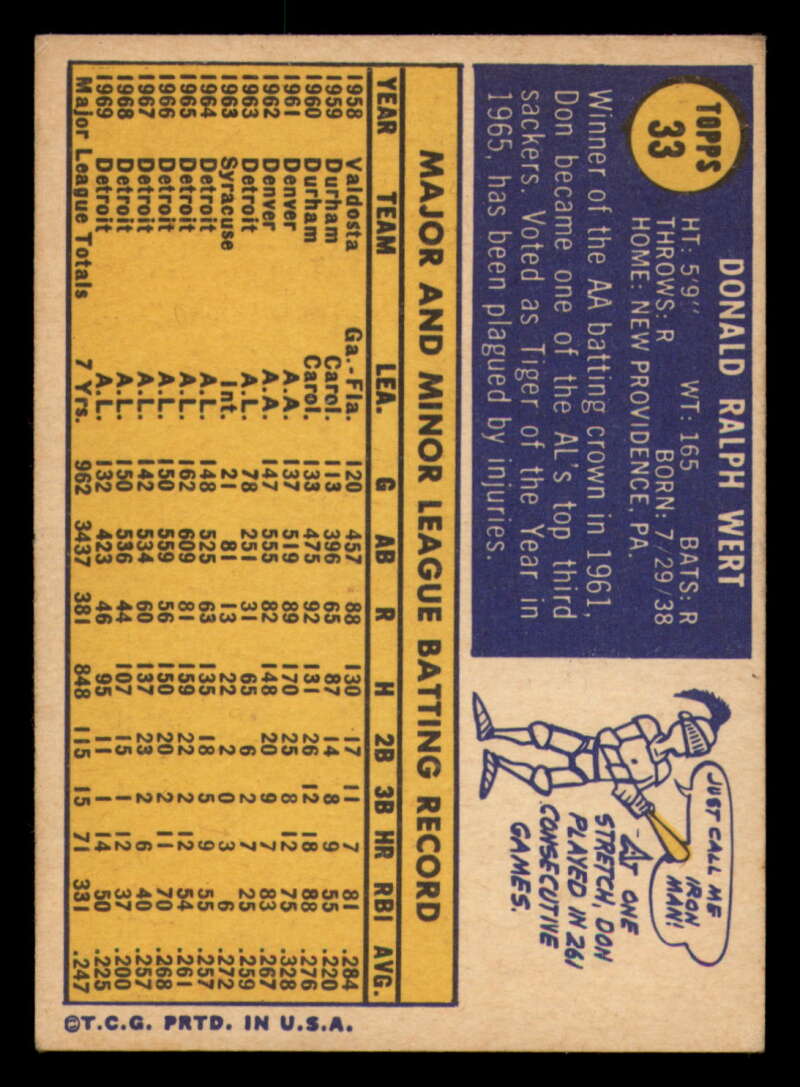 TOPPS
33
DONALD RALPH WERT
HT: 5'9" WT: 165 BATS: R
THROWS: R BORN: 7/29/38
HOME: NEW PROVIDENCE, PA.
Winner of the AA batting crown in 1961,
Don became one of the AL's top third
sackers. Voted as Tiger of the Year in
1965, has been plagued by injuries.
JUST CALL ME
IRON
MAN!
AT ONE
STRETCH, DON
PLAYED IN 261
CONSECUTIVE
GAMES.
MAJOR AND MINOR LEAGUE BATTING RECORD
YEAR TEAM LEA. G AB R H 2B 3B HR RBI AVG.
1958 Valdosta Ga.-Fla. 120 457 88 130 17 11 7 81 .284
1959 Durham Carol. 113 396 65 87 14 8 9 55 .220
1960 Durham Carol. 133 475 92 131 26 12 18 88 .276
1961 Denver A.A. 137 519 89 170 25 8 12 75 .328
1962 Denver A.A. 147 555 82 148 20 9 7 83 .267
1963 Detroit A.L. 78 251 31 65 6 2 7 25 .259
1963 Syracuse Int. 21 81 13 22 2 0 3 6 .272
1964 Detroit A.L. 148 525 63 135 18 5 9 55 .257
1965 Detroit A.L. 162 609 81 159 22 2 12 54 .261
1966 Detroit A.L. 150 559 56 150 20 2 11 70 .268
1967 Detroit A.L. 142 534 60 137 23 2 6 40 .257
1968 Detroit A.L. 150 536 44 107 15 1 12 37 .200
1969 Detroit A.L. 132 423 46 95 11 1 14 50 .225
Major League Totals 7 Yrs. 962 3437 381 848 115 15 71 331 .247
©T.C.G. PRTD. IN U.S.A.